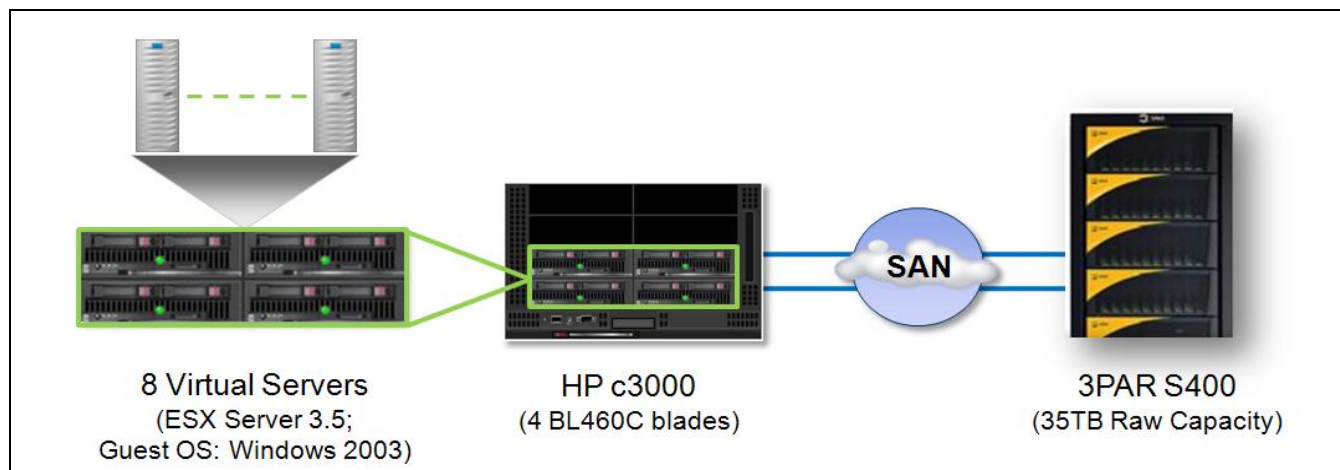 SAN
8 Virtual Servers
(ESX Server 3.5;
Guest OS: Windows 2003)
HP c3000
(4 BL460C blades)
3PAR S400
(35TB Raw Capacity)